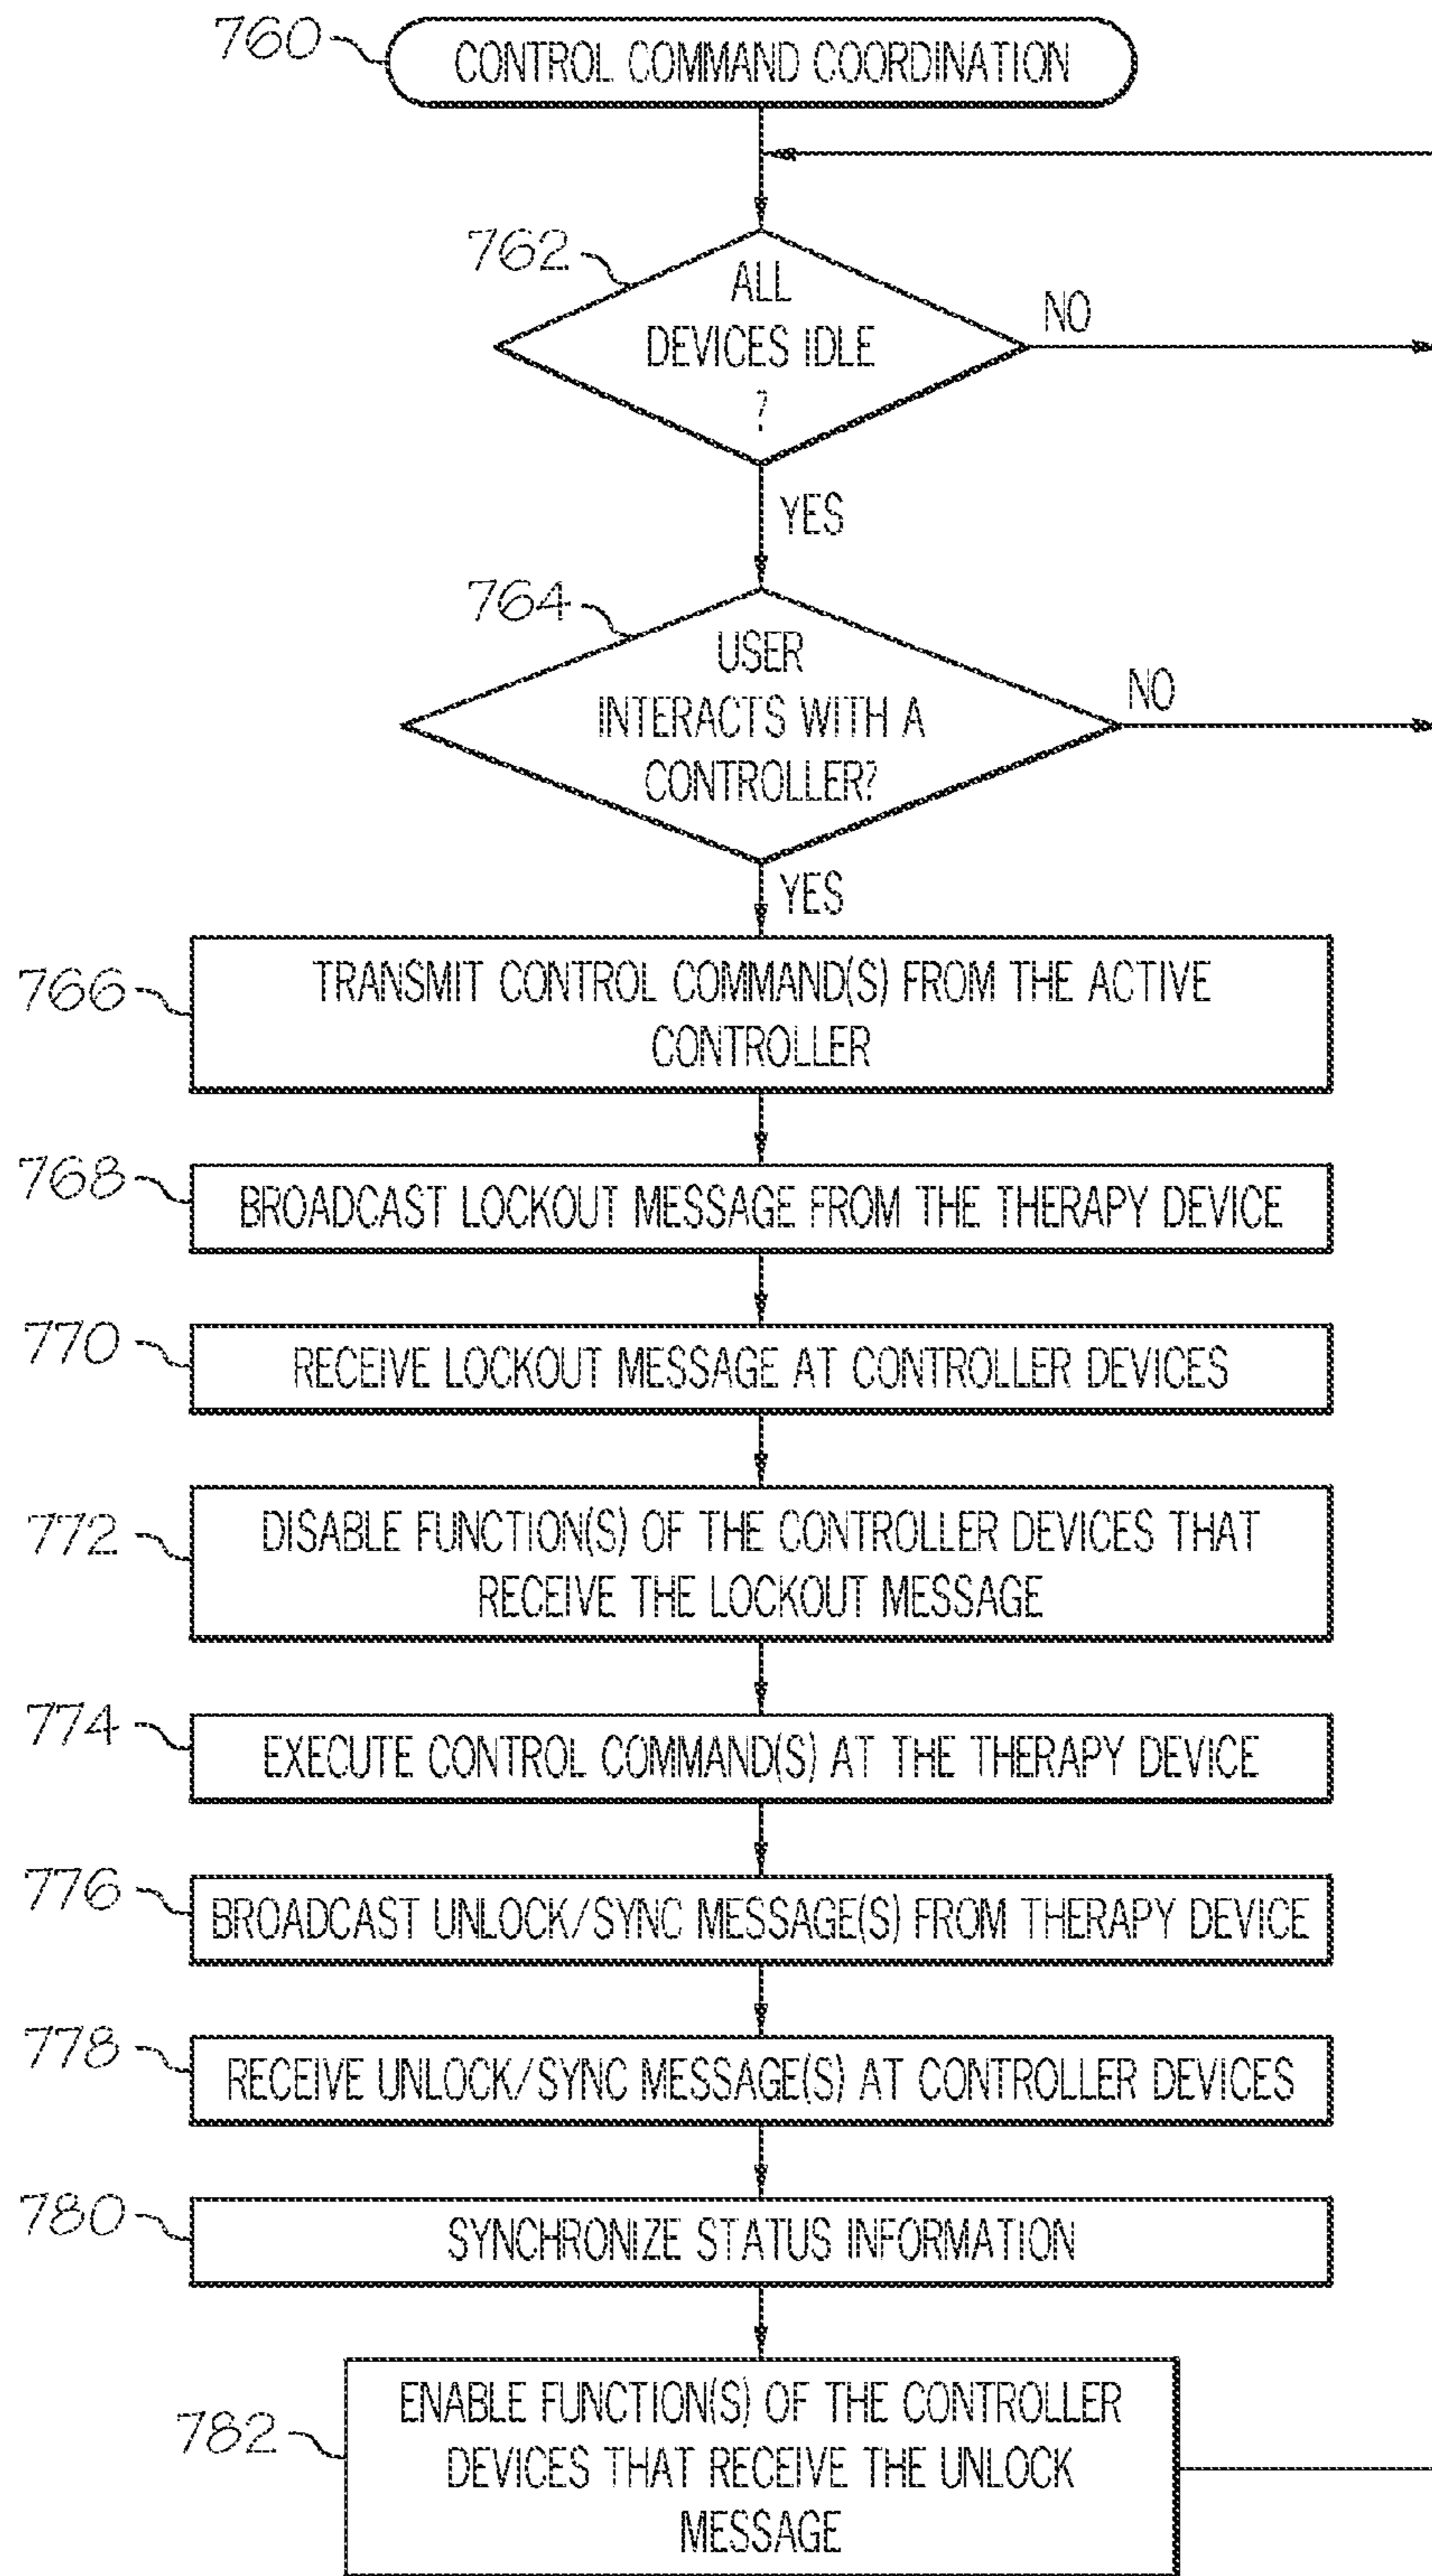 760
CONTROL COMMAND COORDINATION
762
ALL
DEVICES IDLE
?
NO
YES
764
USER
INTERACTS WITH A
CONTROLLER?
NO
YES
766
TRANSMIT CONTROL COMMAND(S) FROM THE ACTIVE
CONTROLLER
768
BROADCAST LOCKOUT MESSAGE FROM THE THERAPY DEVICE
770
RECEIVE LOCKOUT MESSAGE AT CONTROLLER DEVICES
772
DISABLE FUNCTION(S) OF THE CONTROLLER DEVICES THAT
RECEIVE THE LOCKOUT MESSAGE
774
EXECUTE CONTROL COMMAND(S) AT THE THERAPY DEVICE
776
BROADCAST UNLOCK/SYNC MESSAGE(S) FROM THERAPY DEVICE
778
RECEIVE UNLOCK/SYNC MESSAGE(S) AT CONTROLLER DEVICES
780
SYNCHRONIZE STATUS INFORMATION
782
ENABLE FUNCTION(S) OF THE CONTROLLER
DEVICES THAT RECEIVE THE UNLOCK
MESSAGE